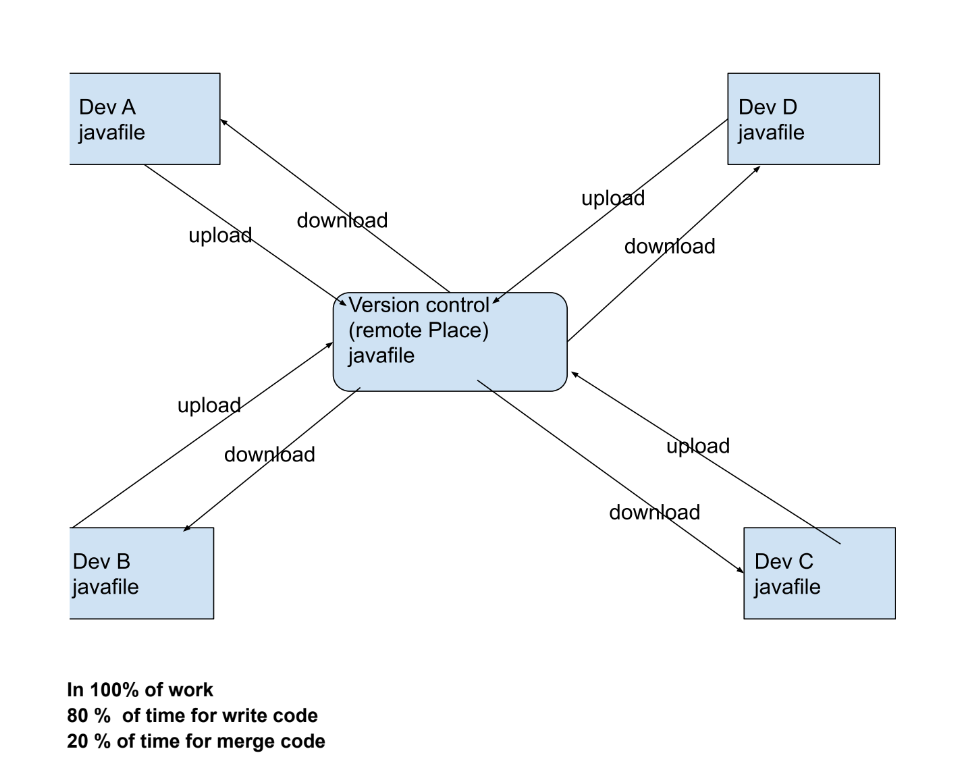 Dev A
javafile
Dev D
javafile
upload
download
upload
download
Version control
(remote Place)
javafile
upload
download
upload
download
Dev B
javafile
Dev C
javafile
In 100% of work
80 %  of time for write code
20 % of time for merge code